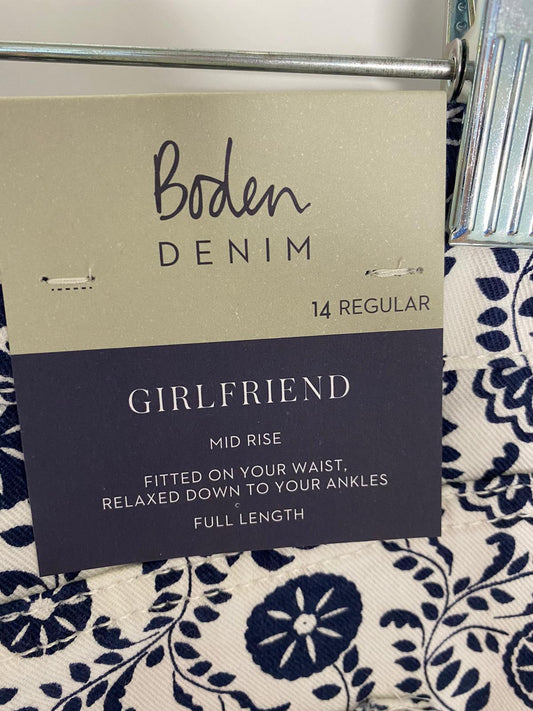 Boden
DENIM
14 REGULAR
GIRLFRIEND
MID RISE
FITTED ON YOUR WAIST,
RELAXED DOWN TO YOUR ANKLES
FULL LENGTH